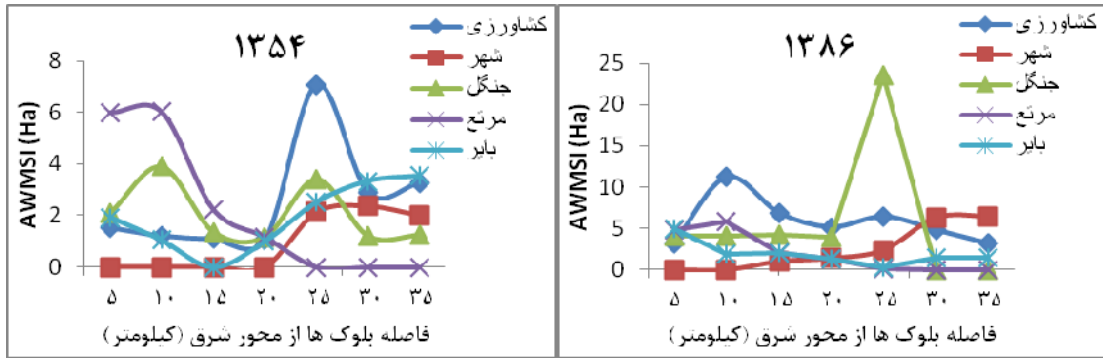 ۱۳۵۴
کشاورزی
شهر
جنگل
مرتع
بایر
AWMSI (Ha)
8
6
4
2
0
۵ ۱۰ ۱۵ ۲۰ ۲۵ ۳۰ ۳۵
فاصله بلوک ها از محور شرق (کیلومتر)
۱۳۸۶
کشاورزی
شهر
جنگل
مرتع
بایر
AWMSI (Ha)
25
20
15
10
5
0
۵ ۱۰ ۱۵ ۲۰ ۲۵ ۳۰ ۳۵
فاصله بلوک ها از محور شرق (کیلومتر)